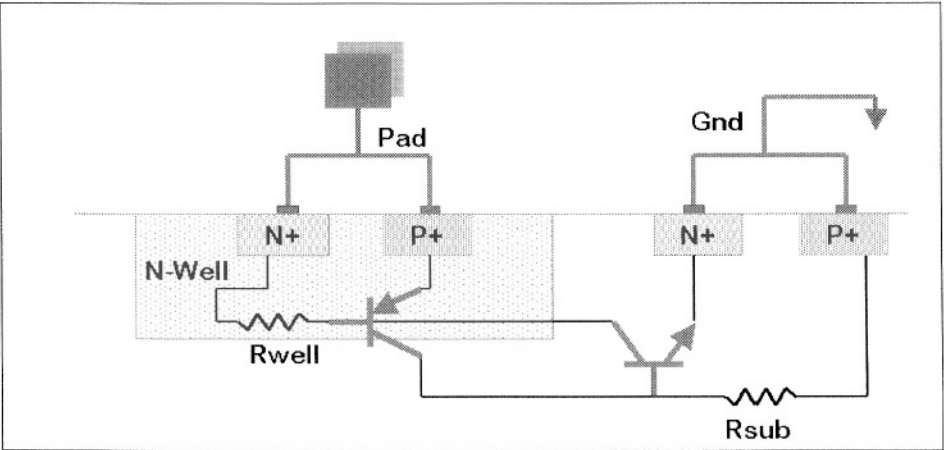 Pad
Gnd
N+
P+
N+
P+
N-Well
Rwell
Rsub